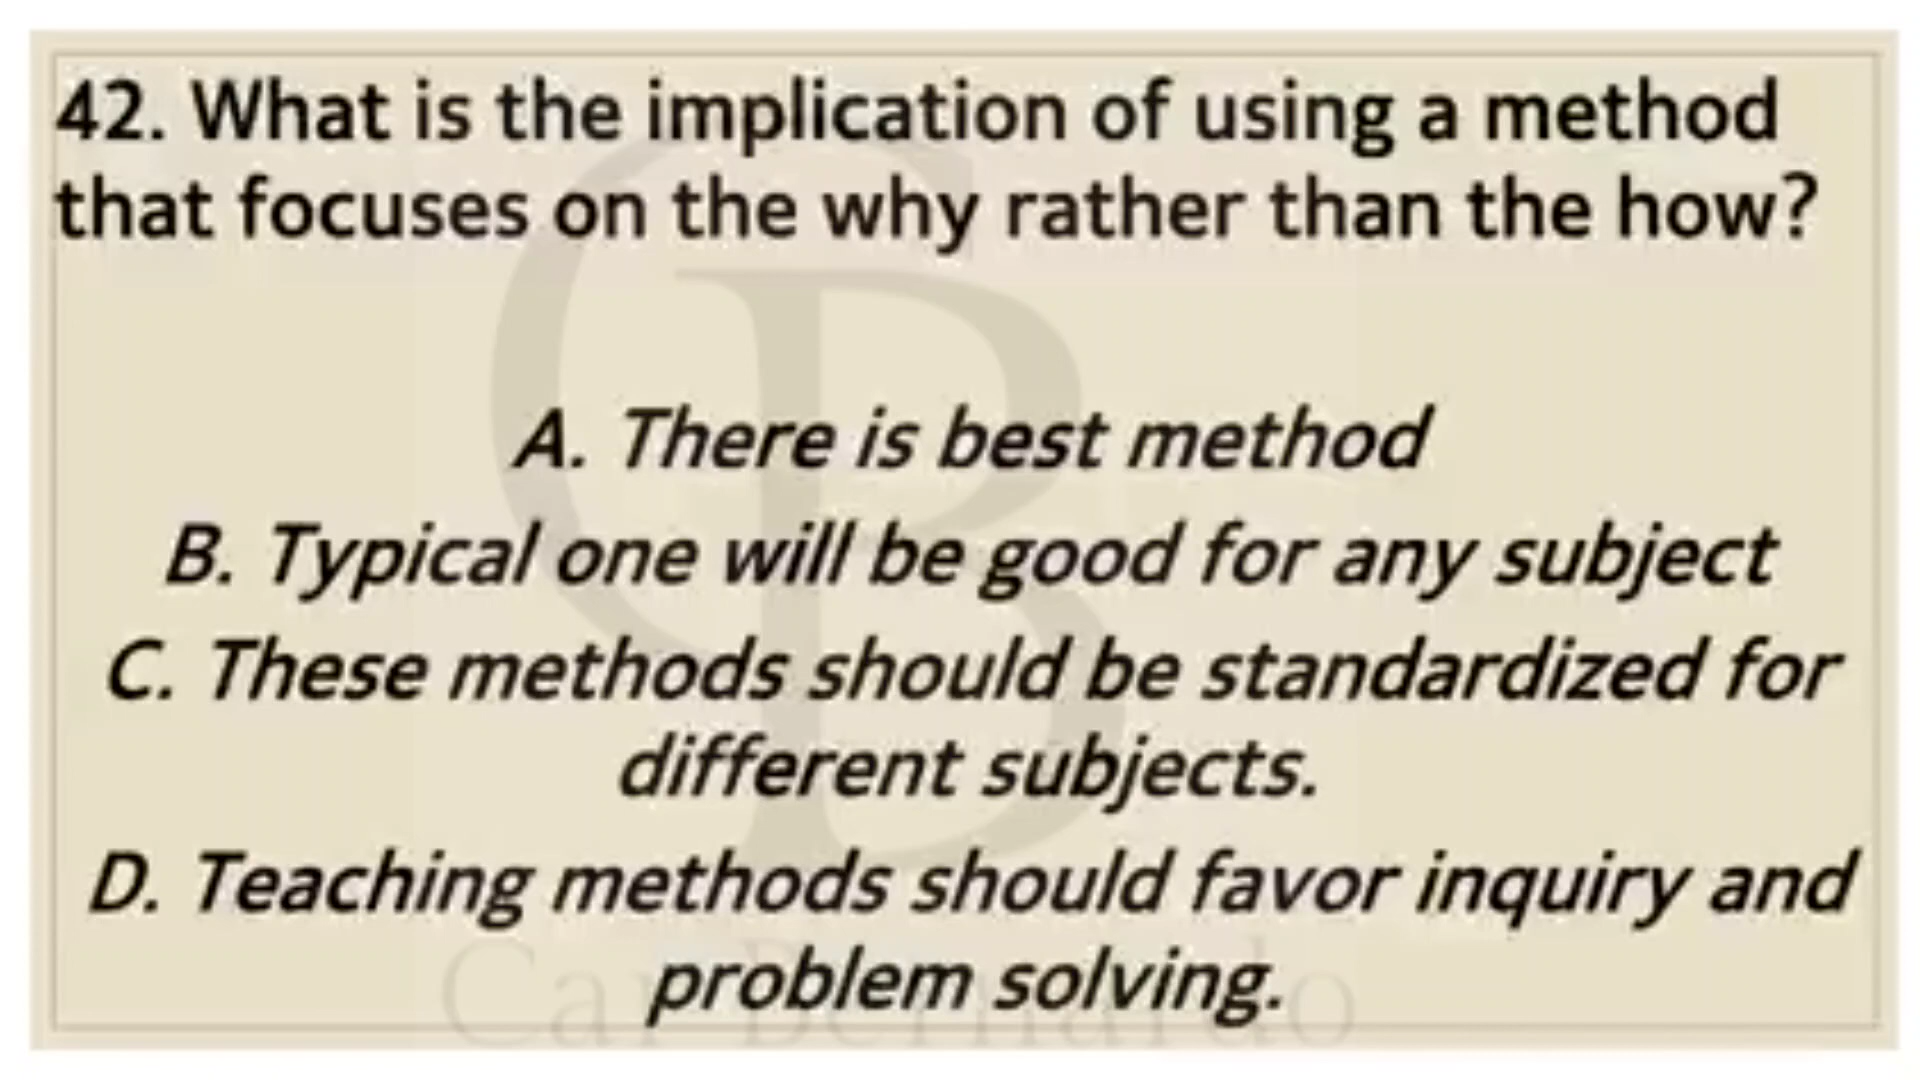 42. What is the implication of using a method
that focuses on the why rather than the how?
A. There is best method
B. Typical one will be good for any subject
C. These methods should be standardized for
different subjects.
D. Teaching methods should favor inquiry and
problem solving.